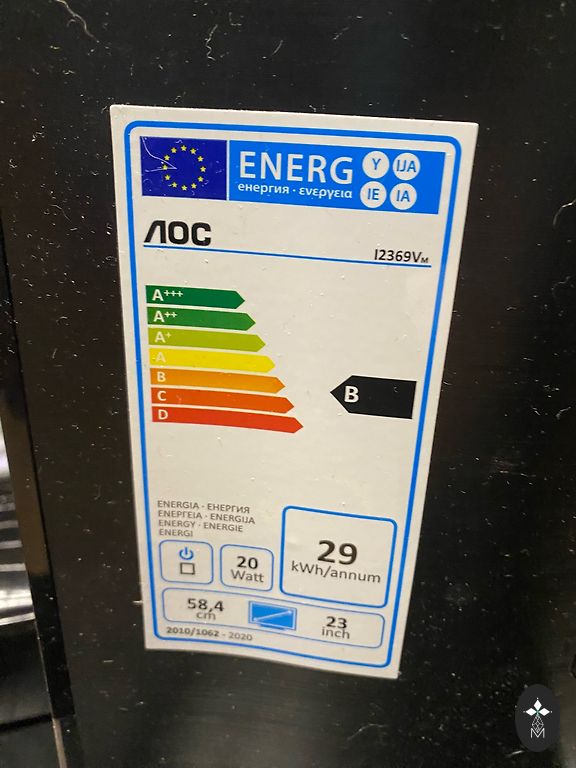 ENERG Y IJA
енергия · ενεργεια IE IA
AOC
I2369VM
A+++
A++
A+
A
B
C
D
B
ENERGIA · ЕНЕРГИЯ
ΕΝΕΡΓΕΙΑ · ENERGIJA
ENERGY · ENERGIE
ENERGI
20
Watt
29
kWh/annum
58,4
cm
23
inch
2010/1062 - 2020
M